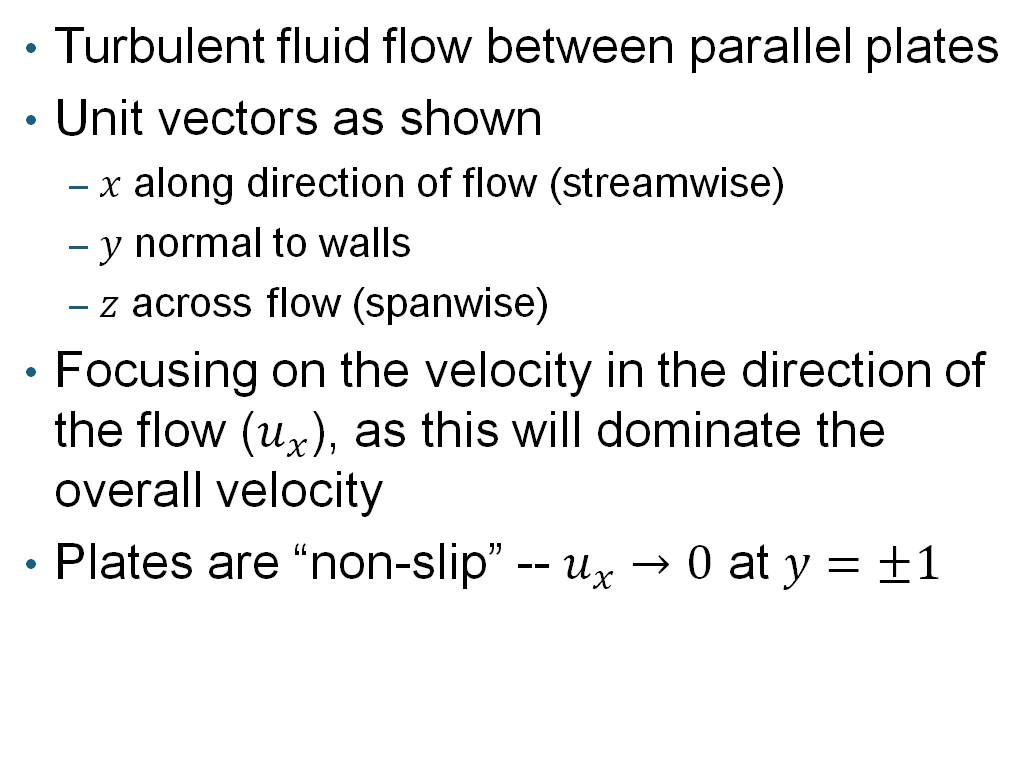 • Turbulent fluid flow between parallel plates
• Unit vectors as shown
– x along direction of flow (streamwise)
– y normal to walls
– z across flow (spanwise)
• Focusing on the velocity in the direction of
the flow (uₓ), as this will dominate the
overall velocity
• Plates are “non-slip” -- uₓ → 0 at y = ±1